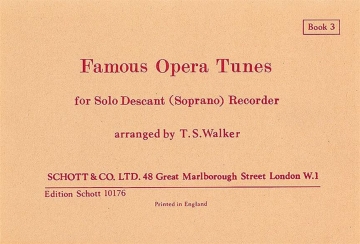 Book 3
Famous Opera Tunes
for Solo Descant (Soprano) Recorder
arranged by T.S.Walker
SCHOTT & CO. LTD. 48 Great Marlborough Street London W.1
Edition Schott 10176
Printed in England